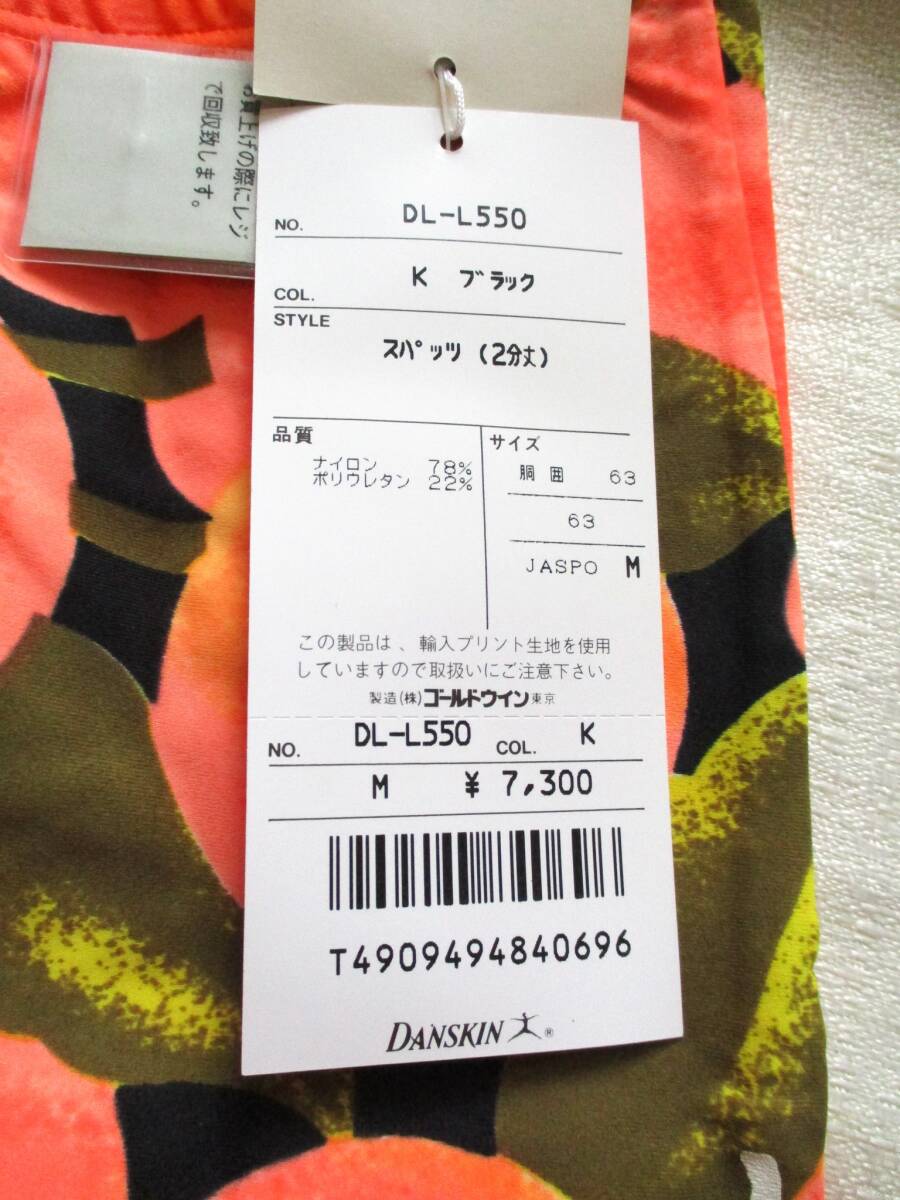 お買上げの際にレジ
で回収致します。
NO. DL-L550
COL. K ブラック
STYLE
スパッツ (2分丈)
品質
ナイロン 78%
ポリウレタン 22%
サイズ
胴囲 63
63
JASPO M
この製品は、輸入プリント生地を使用
していますので取扱いにご注意下さい。
製造(株)ゴールドウイン東京
NO. DL-L550 COL. K
M ¥7,300
T4909494840696
DANSKIN ®